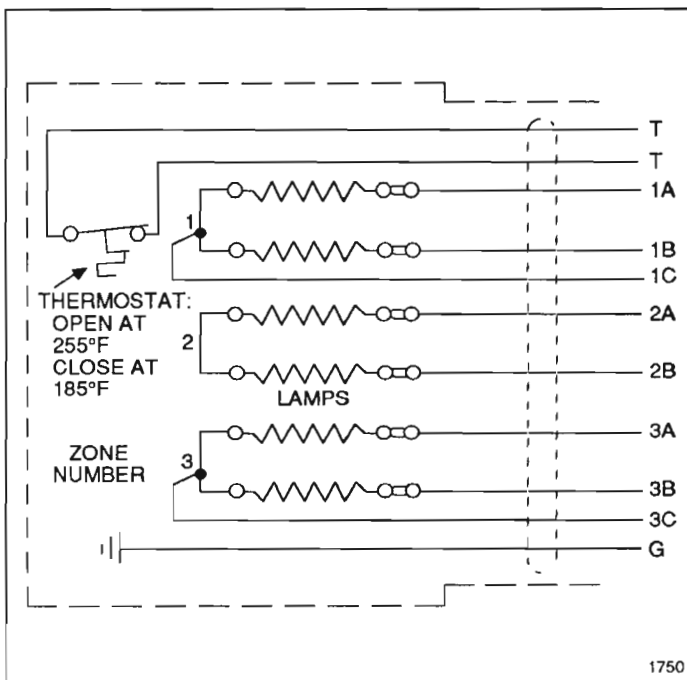 T
T
1A
1
1B
1C
THERMOSTAT:
OPEN AT
255°F
CLOSE AT
185°F
2A
2
2B
LAMPS
3A
ZONE
NUMBER
3
3B
3C
G
1750